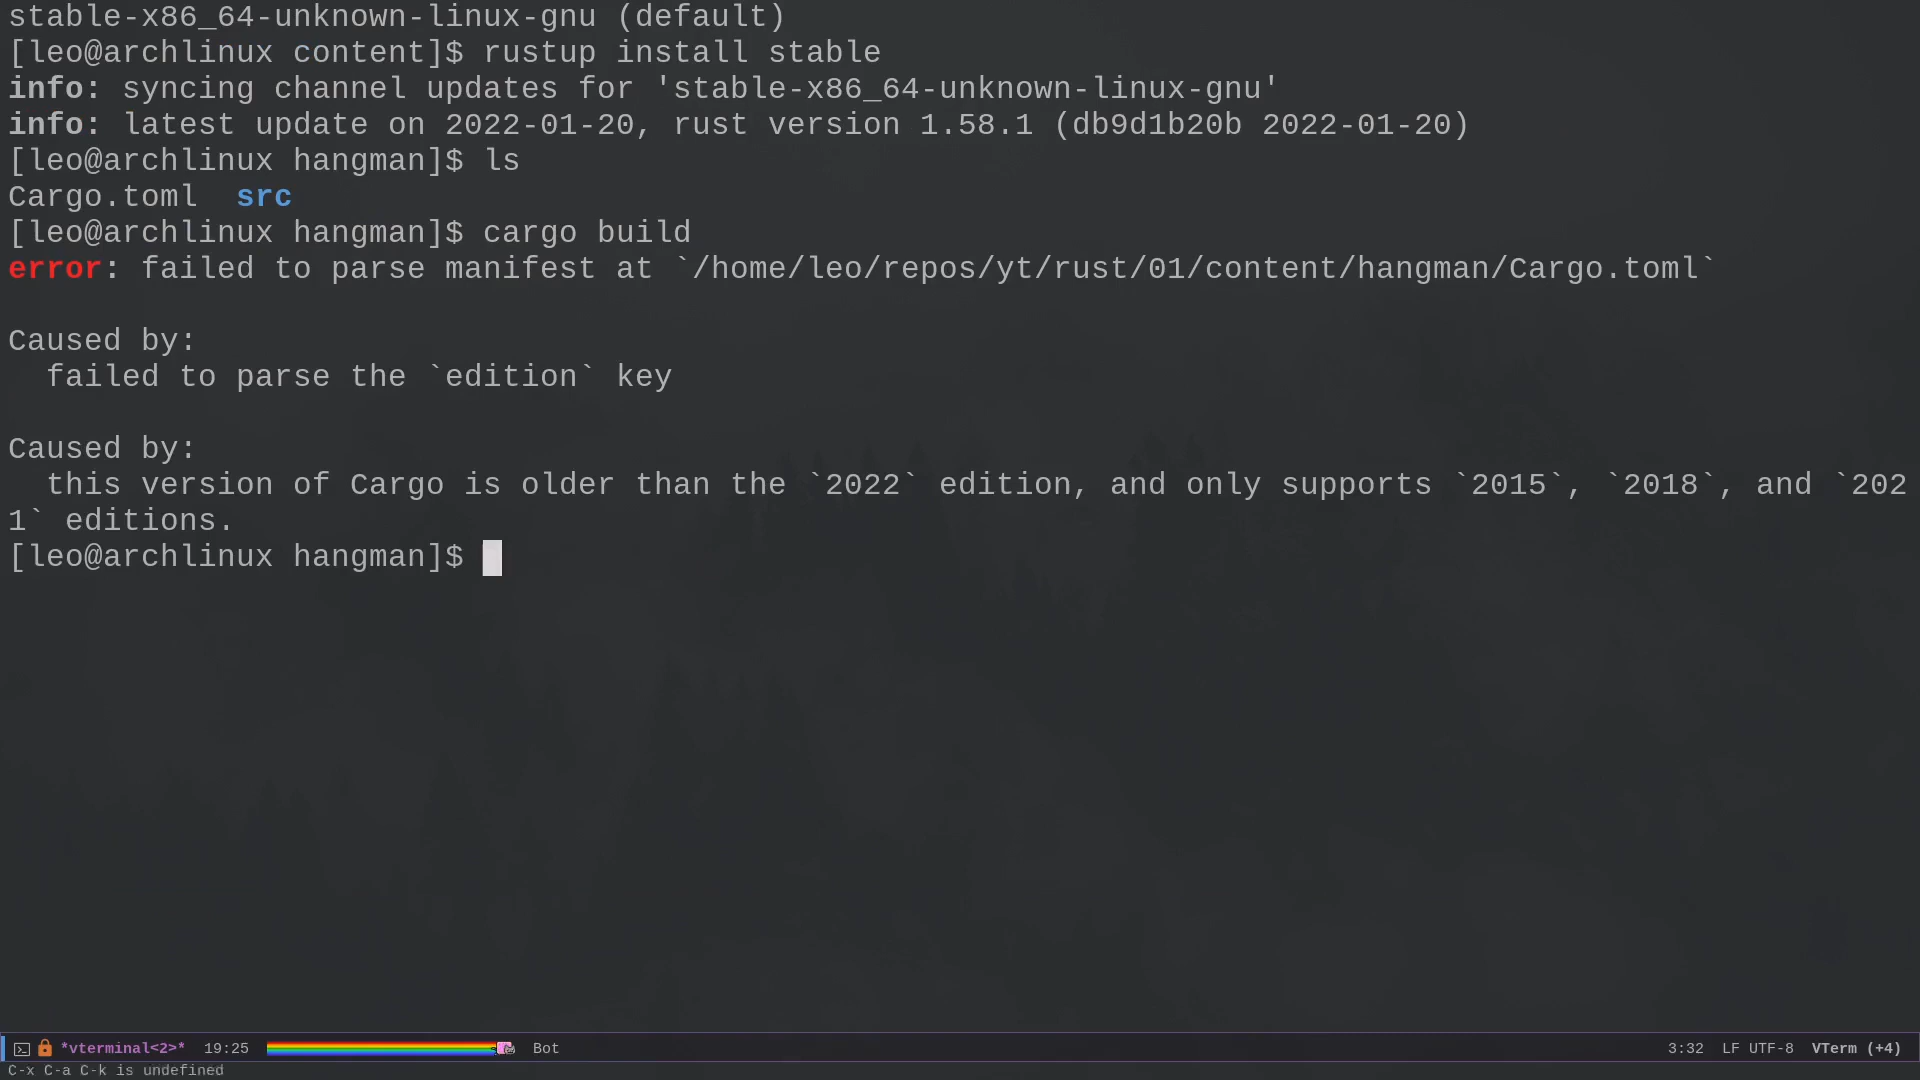 stable-x86_64-unknown-linux-gnu (default)
[leo@archlinux content]$ rustup install stable
info: syncing channel updates for 'stable-x86_64-unknown-linux-gnu'
info: latest update on 2022-01-20, rust version 1.58.1 (db9d1b20b 2022-01-20)
[leo@archlinux hangman]$ ls
Cargo.toml  src
[leo@archlinux hangman]$ cargo build
error: failed to parse manifest at `/home/leo/repos/yt/rust/01/content/hangman/Cargo.toml`
Caused by:
  failed to parse the `edition` key
Caused by:
  this version of Cargo is older than the `2022` edition, and only supports `2015`, `2018`, and `202
1` editions.
[leo@archlinux hangman]$
*vterminal<2>* 19:25 Bot 3:32 LF UTF-8 VTerm (+4)
C-x C-a C-k is undefined